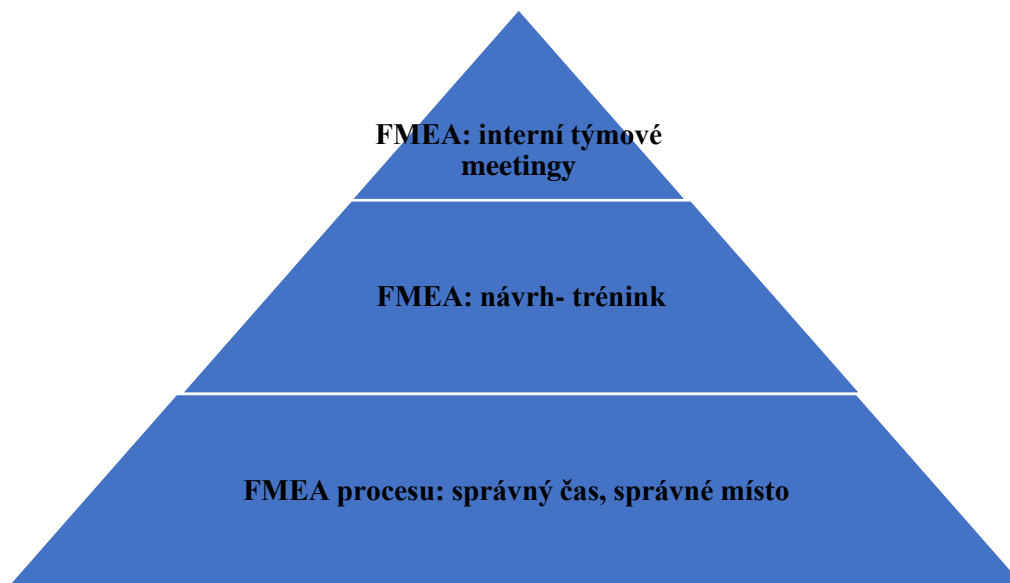 FMEA: interní týmové
meetingy
FMEA: návrh- trénink
FMEA procesu: správný čas, správné místo